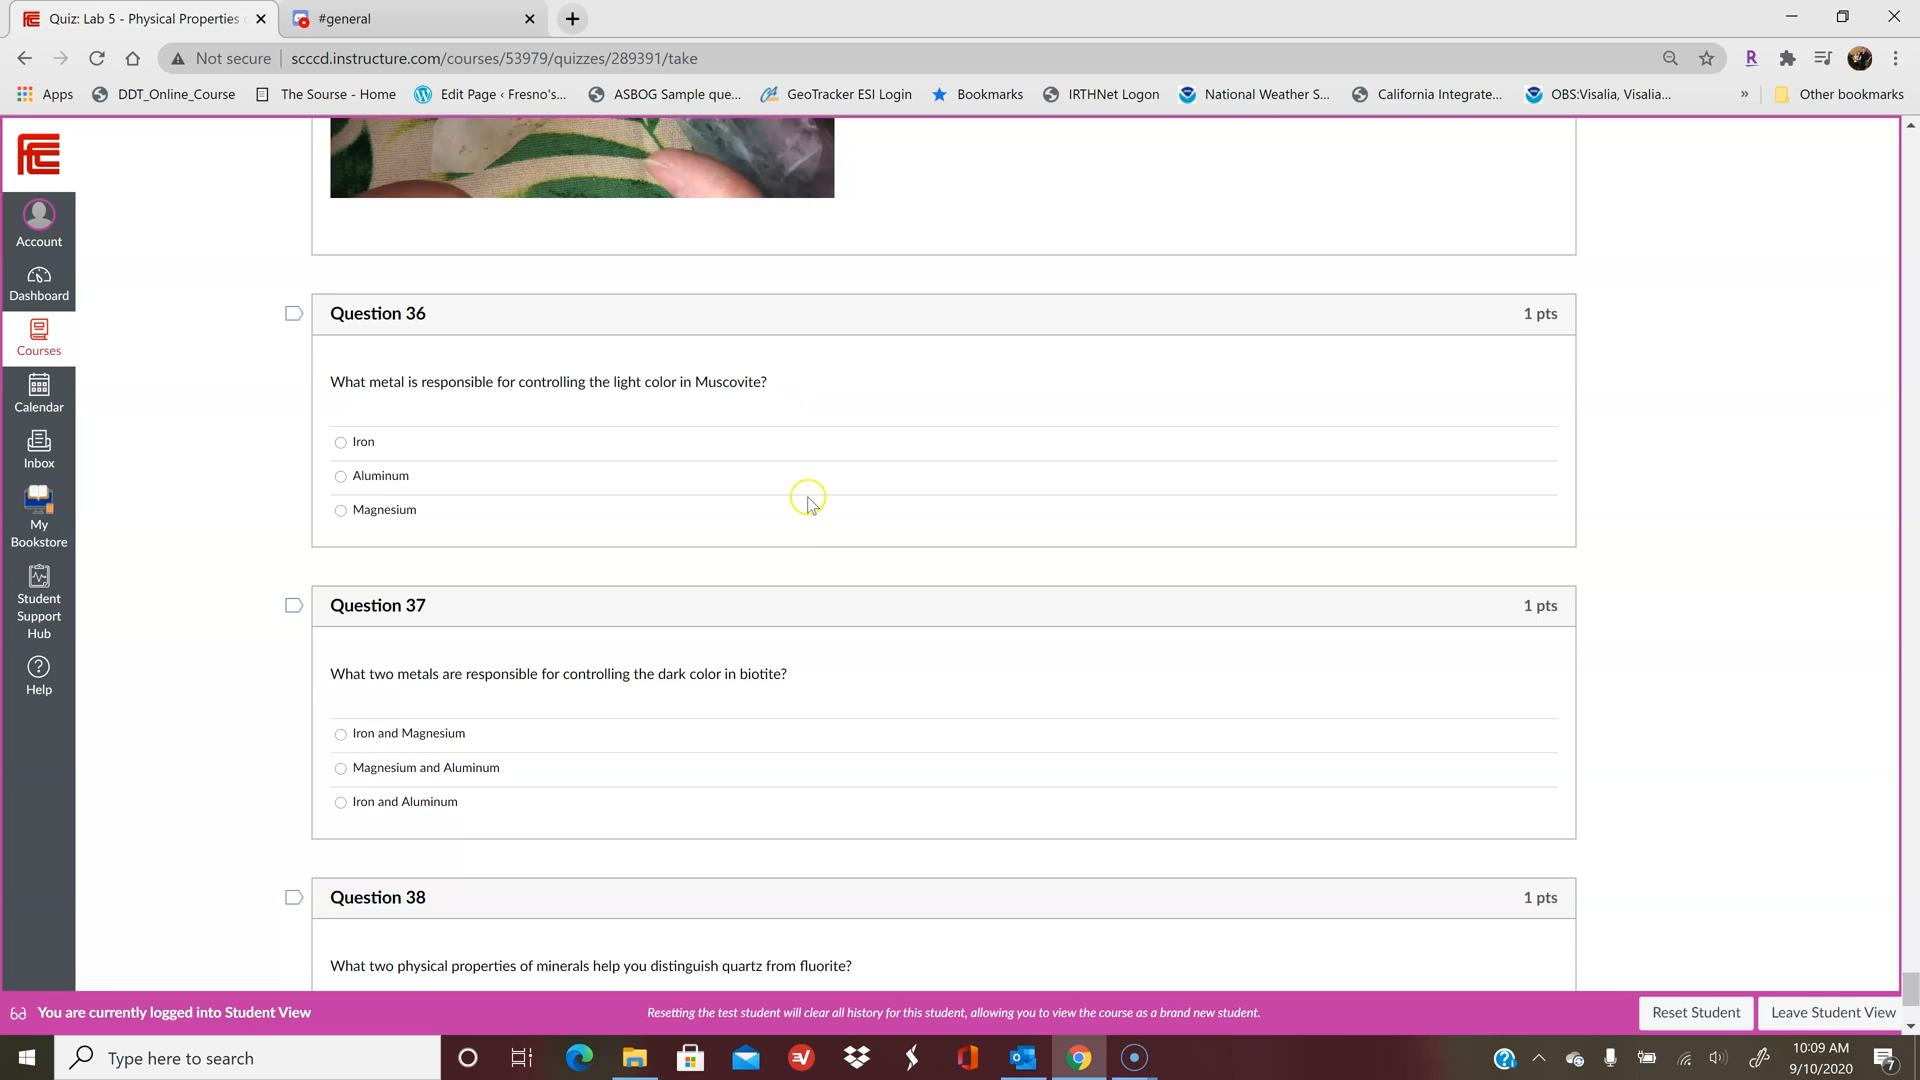 Quiz: Lab 5 - Physical Properties
#general
Not secure
scccd.instructure.com/courses/53979/quizzes/289391/take
R
Apps
DDT_Online_Course
The Sourse - Home
Edit Page ‹ Fresno's...
ASBOG Sample que...
GeoTracker ESI Login
Bookmarks
IRTHNet Logon
National Weather S...
California Integrate...
OBS:Visalia, Visalia...
»
Other bookmarks
Account
Dashboard
Courses
Calendar
Inbox
My
Bookstore
Student
Support
Hub
Help
Question 36
1 pts
What metal is responsible for controlling the light color in Muscovite?
Iron
Aluminum
Magnesium
Question 37
1 pts
What two metals are responsible for controlling the dark color in biotite?
Iron and Magnesium
Magnesium and Aluminum
Iron and Aluminum
Question 38
1 pts
What two physical properties of minerals help you distinguish quartz from fluorite?
You are currently logged into Student View
Resetting the test student will clear all history for this student, allowing you to view the course as a brand new student.
Reset Student
Leave Student View
Type here to search
10:09 AM
9/10/2020
7